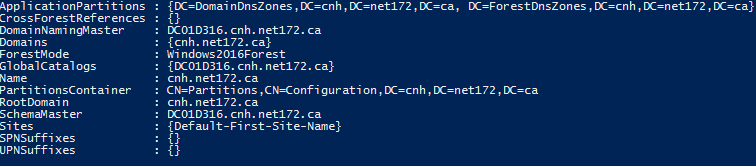 ApplicationPartitions : {DC=DomainDnsZones,DC=cnh,DC=net172,DC=ca, DC=ForestDnsZones,DC=cnh,DC=net172,DC=ca}
CrossForestReferences : {}
DomainNamingMaster : DC01D316.cnh.net172.ca
Domains : {cnh.net172.ca}
ForestMode : Windows2016Forest
GlobalCatalogs : {DC01D316.cnh.net172.ca}
Name : cnh.net172.ca
PartitionsContainer : CN=Partitions,CN=Configuration,DC=cnh,DC=net172,DC=ca
RootDomain : cnh.net172.ca
SchemaMaster : DC01D316.cnh.net172.ca
Sites : {Default-First-Site-Name}
SPNSuffixes : {}
UPNSuffixes : {}